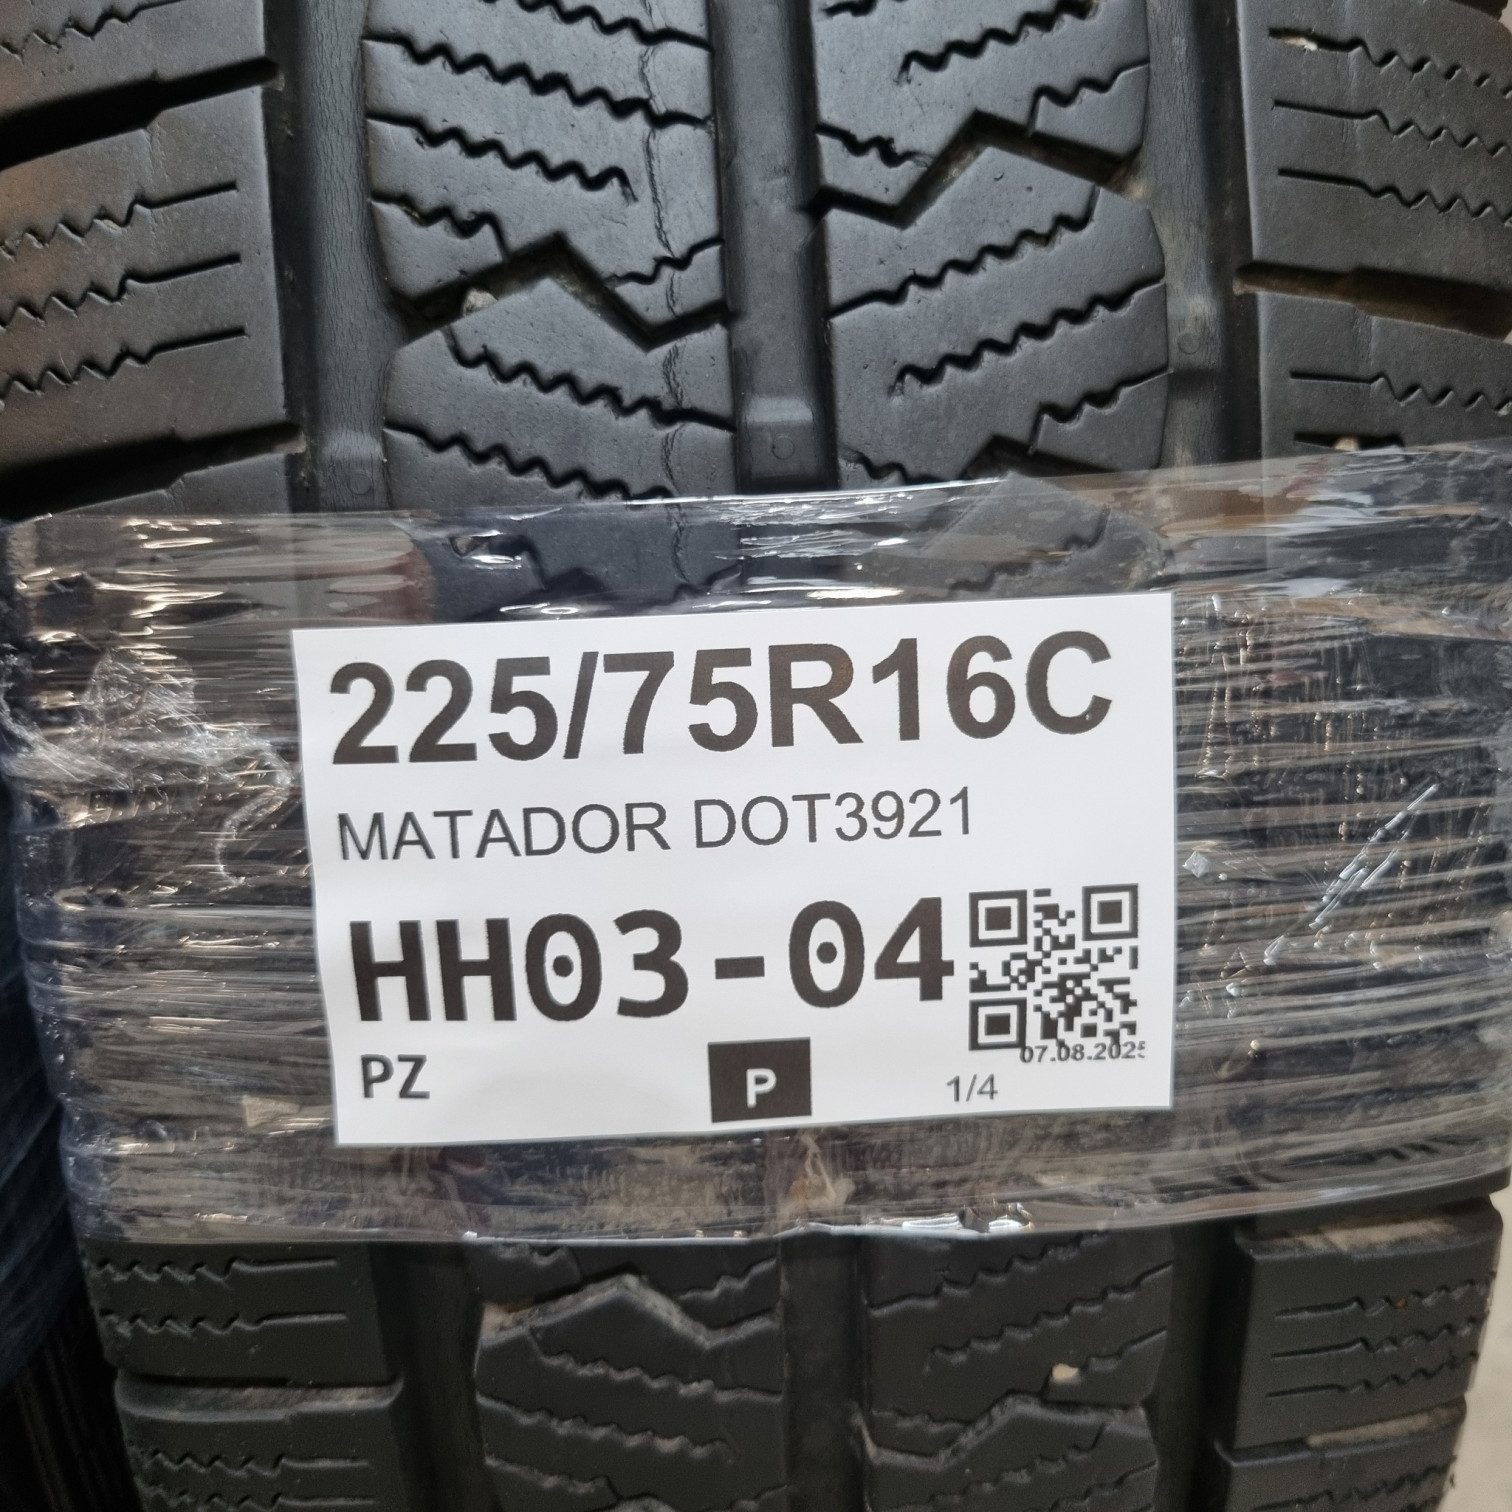 225/75R16C
MATADOR DOT3921
HH03-04
07.08.2025
PZ
P
1/4